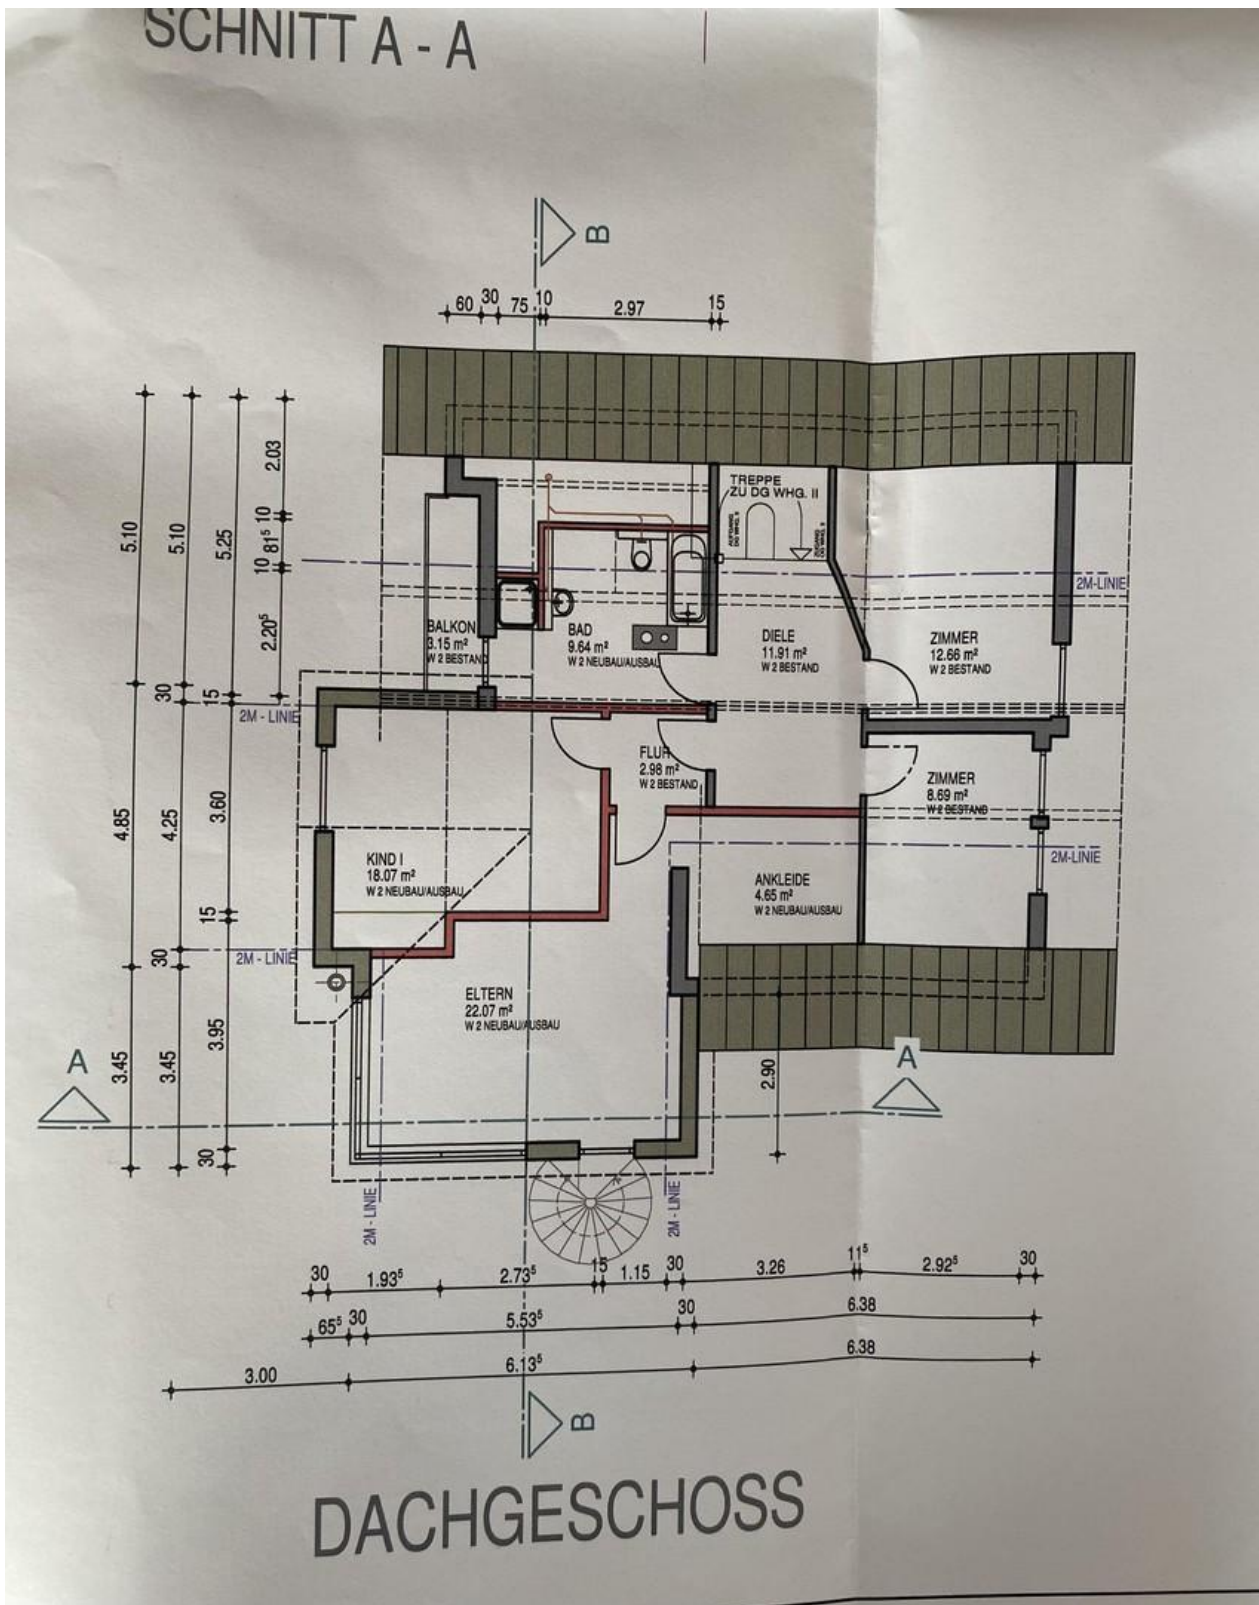 SCHNITT A - A
B
60 30 75 10 2.97 15
2.03
10
81⁵
10
2.20⁵
5.10
5.10
5.25
TREPPE
ZU DG WHG. II
2M-LINIE
BALKON
3.15 m²
W 2 BESTAND
BAD
9.64 m²
W 2 NEUBAU/AUSBAU
DIELE
11.91 m²
W 2 BESTAND
ZIMMER
12.66 m²
W 2 BESTAND
30
15
2M - LINIE
FLUR
2.98 m²
W 2 BESTAND
ZIMMER
8.69 m²
W 2 BESTAND
4.85
4.25
3.60
2M-LINIE
KIND I
18.07 m²
W 2 NEUBAU/AUSBAU
ANKLEIDE
4.65 m²
W 2 NEUBAU/AUSBAU
15
30
2M - LINIE
ELTERN
22.07 m²
W 2 NEUBAU/AUSBAU
3.45
3.45
3.95
30
2.90
A
A
2M - LINIE
2M - LINIE
30 1.93⁵ 2.73⁵ 15 1.15 30 3.26 11⁵ 2.92⁵ 30
65⁵ 30 5.53⁵ 30 6.38
3.00 6.13⁵ 6.38
B
DACHGESCHOSS